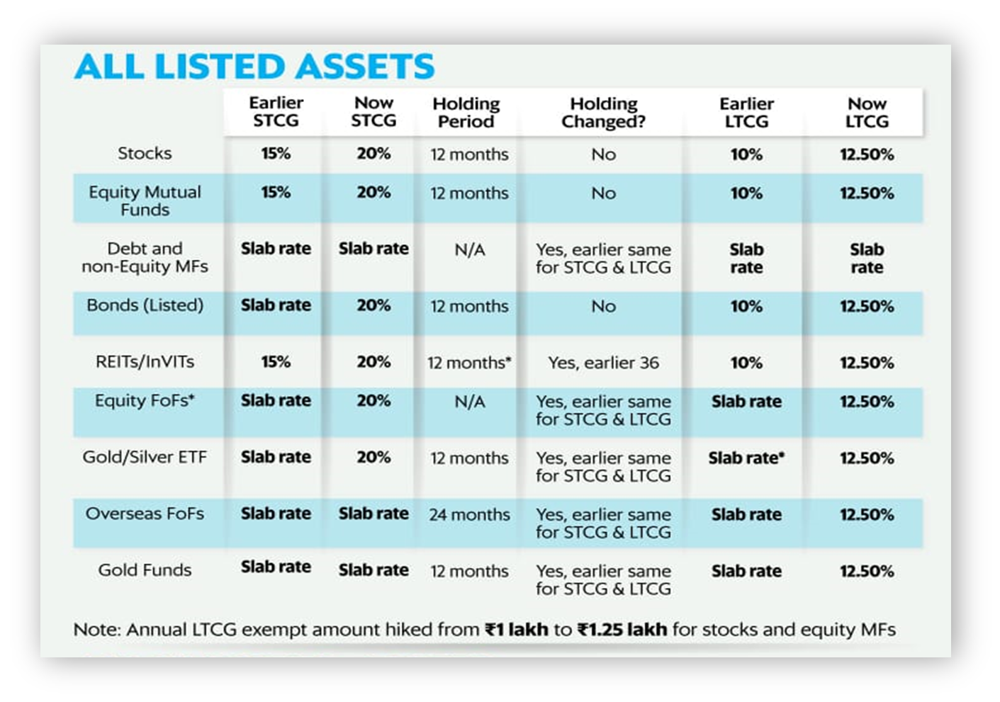 ALL LISTED ASSETS
Earlier STCG Now STCG Holding Period Holding Changed? Earlier LTCG Now LTCG
Stocks 15% 20% 12 months No 10% 12.50%
Equity Mutual Funds 15% 20% 12 months No 10% 12.50%
Debt and non-Equity MFs Slab rate Slab rate N/A Yes, earlier same for STCG & LTCG Slab rate Slab rate
Bonds (Listed) Slab rate 20% 12 months No 10% 12.50%
REITs/InVITs 15% 20% 12 months* Yes, earlier 36 10% 12.50%
Equity FoFs* Slab rate 20% N/A Yes, earlier same for STCG & LTCG Slab rate 12.50%
Gold/Silver ETF Slab rate 20% 12 months Yes, earlier same for STCG & LTCG Slab rate* 12.50%
Overseas FoFs Slab rate Slab rate 24 months Yes, earlier same for STCG & LTCG Slab rate 12.50%
Gold Funds Slab rate Slab rate 12 months Yes, earlier same for STCG & LTCG Slab rate 12.50%
Note: Annual LTCG exempt amount hiked from ₹1 lakh to ₹1.25 lakh for stocks and equity MFs